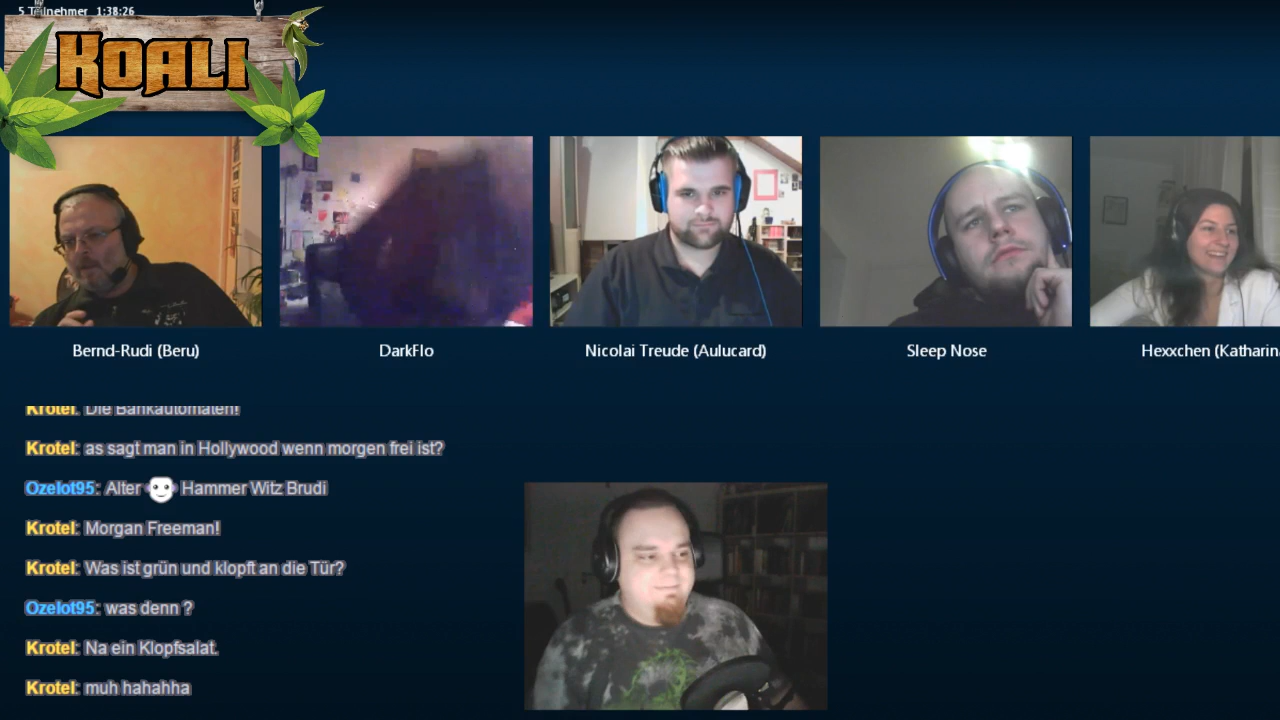 5 Teilnehmer 1:38:26
KOALI
Bernd-Rudi (Beru)
DarkFlo
Nicolai Treude (Aulucard)
Sleep Nose
Hexxchen (Katharin
Krotel: Die Bankautomaten!
Krotel: as sagt man in Hollywood wenn morgen frei ist?
Ozelot95: Alter Hammer Witz Brudi
Krotel: Morgan Freeman!
Krotel: Was ist grün und klopft an die Tür?
Ozelot95: was denn ?
Krotel: Na ein Klopfsalat.
Krotel: muh hahahha